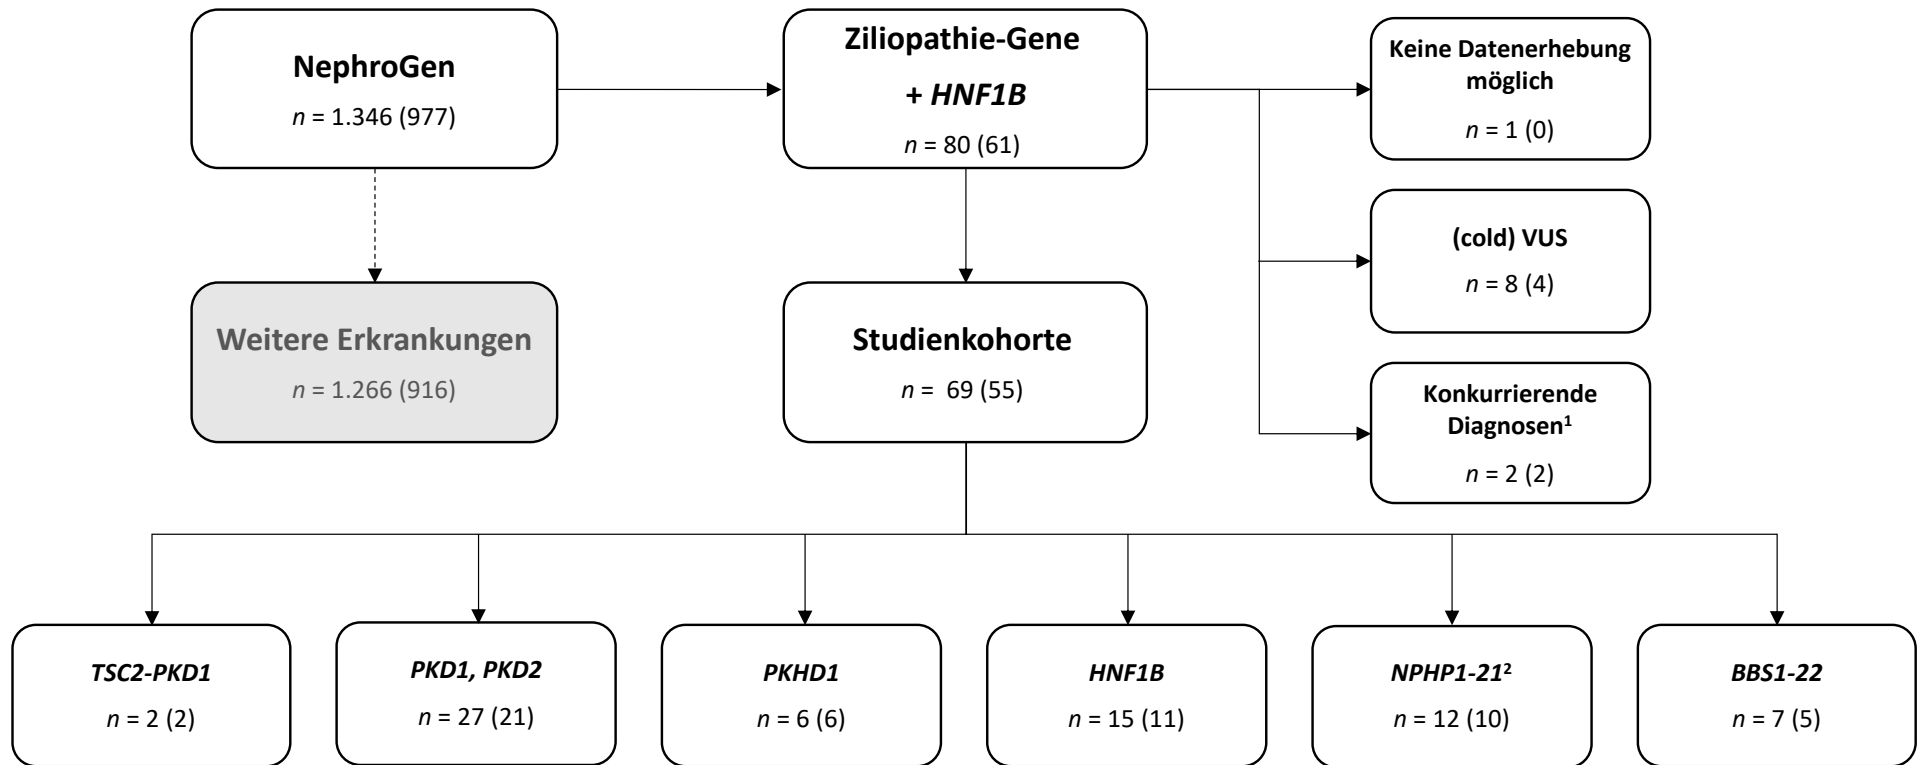 NephroGen
n = 1.346 (977)
Ziliopathie-Gene
+ HNF1B
n = 80 (61)
Keine Datenerhebung
möglich
n = 1 (0)
(cold) VUS
n = 8 (4)
Weitere Erkrankungen
n = 1.266 (916)
Studienkohorte
n = 69 (55)
Konkurrierende
Diagnosen¹
n = 2 (2)
TSC2-PKD1
n = 2 (2)
PKD1, PKD2
n = 27 (21)
PKHD1
n = 6 (6)
HNF1B
n = 15 (11)
NPHP1-21²
n = 12 (10)
BBS1-22
n = 7 (5)